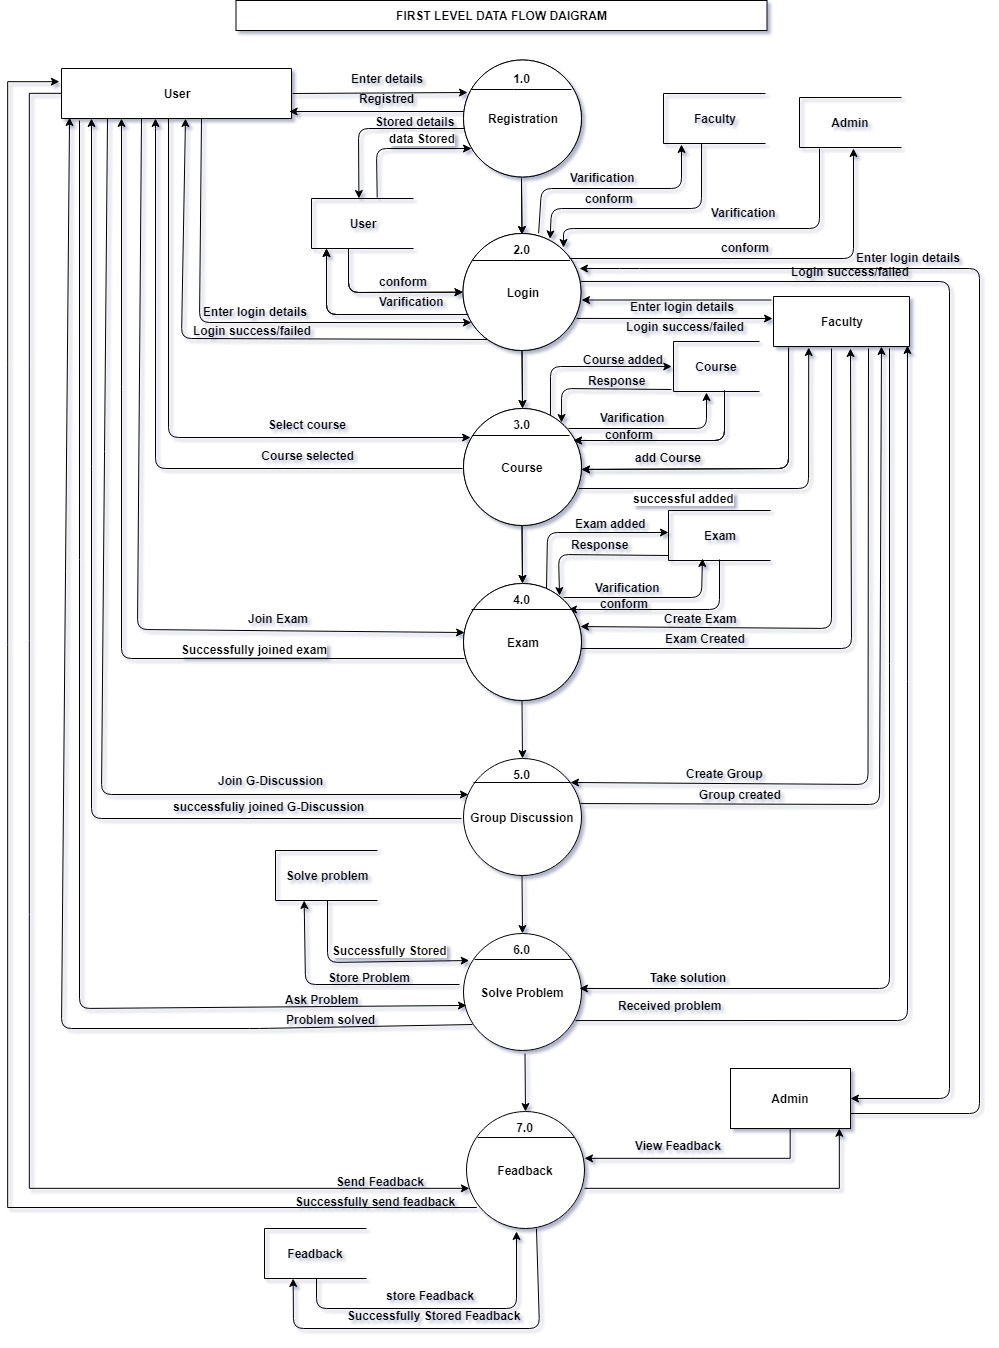 FIRST LEVEL DATA FLOW DAIGRAM
User
Enter details
Registred
1.0
Registration
Stored details
data Stored
Faculty
Admin
User
Varification
conform
Varification
conform
2.0
Login
conform
Varification
Enter login details
Login success/failed
Enter login details
Login success/failed
Enter login details
Login success/failed
Faculty
Course added
Response
Course
Varification
conform
3.0
Course
Select course
Course selected
add Course
successful added
Exam added
Response
Exam
Varification
conform
4.0
Exam
Join Exam
Successfully joined exam
Create Exam
Exam Created
5.0
Group Discussion
Join G-Discussion
successfuliy joined G-Discussion
Create Group
Group created
Solve problem
Successfully Stored
Store Problem
6.0
Solve Problem
Ask Problem
Problem solved
Take solution
Received problem
Admin
7.0
Feadback
View Feadback
Send Feadback
Successfully send feadback
Feadback
store Feadback
Successfully Stored Feadback